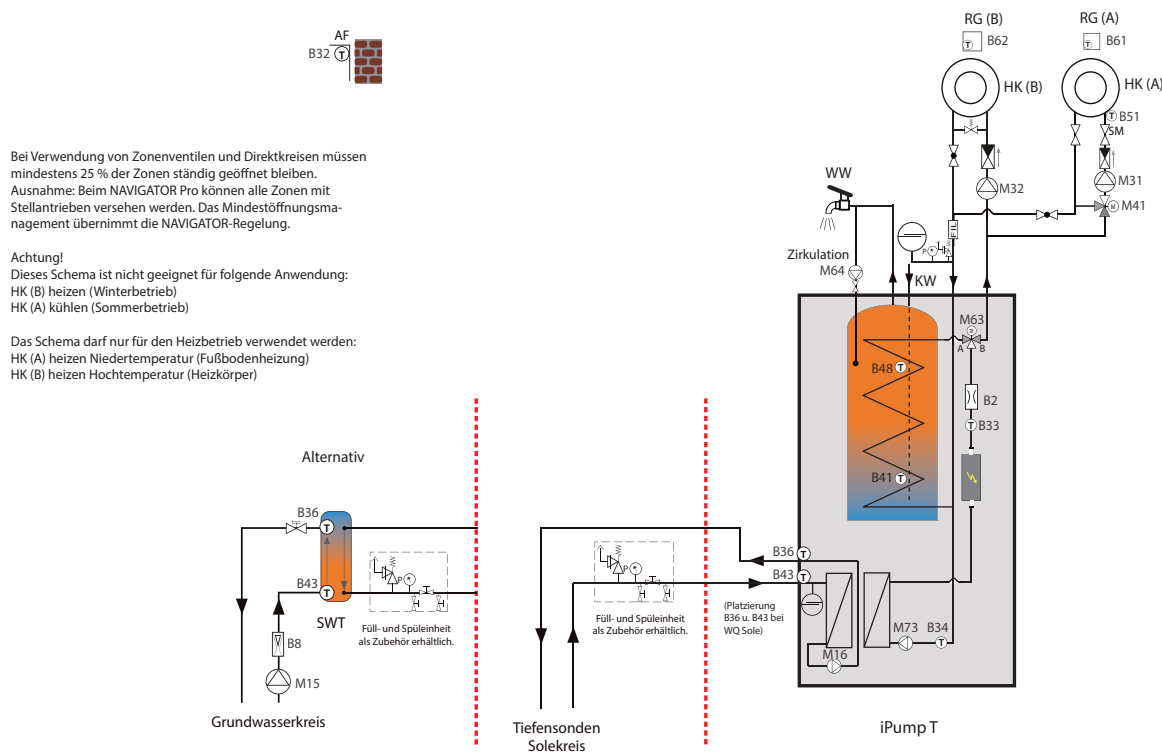 AF
B32
T
RG (B)
B62
T
RG (A)
B61
T
HK (B)
HK (A)
B51
T
SM
M32
M31
M41
M
Bei Verwendung von Zonenventilen und Direktkreisen müssen
mindestens 25 % der Zonen ständig geöffnet bleiben.
Ausnahme: Beim NAVIGATOR Pro können alle Zonen mit
Stellantrieben versehen werden. Das Mindestöffnungsma-
nagement übernimmt die NAVIGATOR-Regelung.
Achtung!
Dieses Schema ist nicht geeignet für folgende Anwendung:
HK (B) heizen (Winterbetrieb)
HK (A) kühlen (Sommerbetrieb)
Das Schema darf nur für den Heizbetrieb verwendet werden:
HK (A) heizen Niedertemperatur (Fußbodenheizung)
HK (B) heizen Hochtemperatur (Heizkörper)
WW
Zirkulation
M64
P
FIL
KW
M63
A
B
B48
T
B2
B33
T
B41
T
Alternativ
B36
T
B43
T
SWT
P
Füll- und Spüleinheit
als Zubehör erhältlich.
B8
M15
Grundwasserkreis
P
Füll- und Spüleinheit
als Zubehör erhältlich.
Tiefensonden
Solekreis
B36
T
B43
T
(Platzierung
B36 u. B43 bei
WQ Sole)
M16
M73
B34
T
iPump T